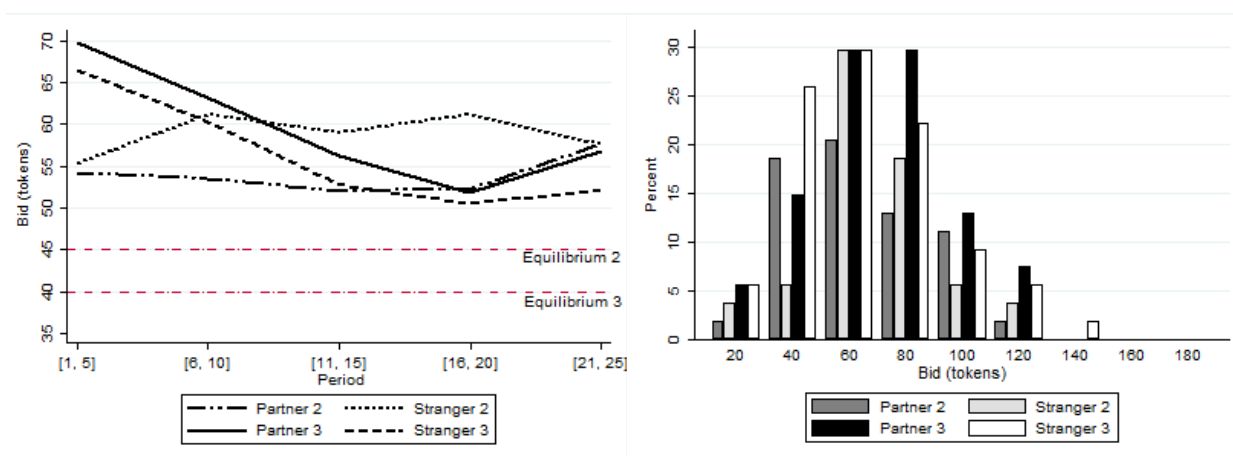 Bid (tokens)
70
65
60
55
50
45
40
35
Equilibrium 2
Equilibrium 3
[1, 5] [6, 10] [11, 15] [16, 20] [21, 25]
Period
Partner 2 Stranger 2
Partner 3 Stranger 3
Percent
30
25
20
15
10
5
0
20 40 60 80 100 120 140 160 180
Bid (tokens)
Partner 2 Stranger 2
Partner 3 Stranger 3